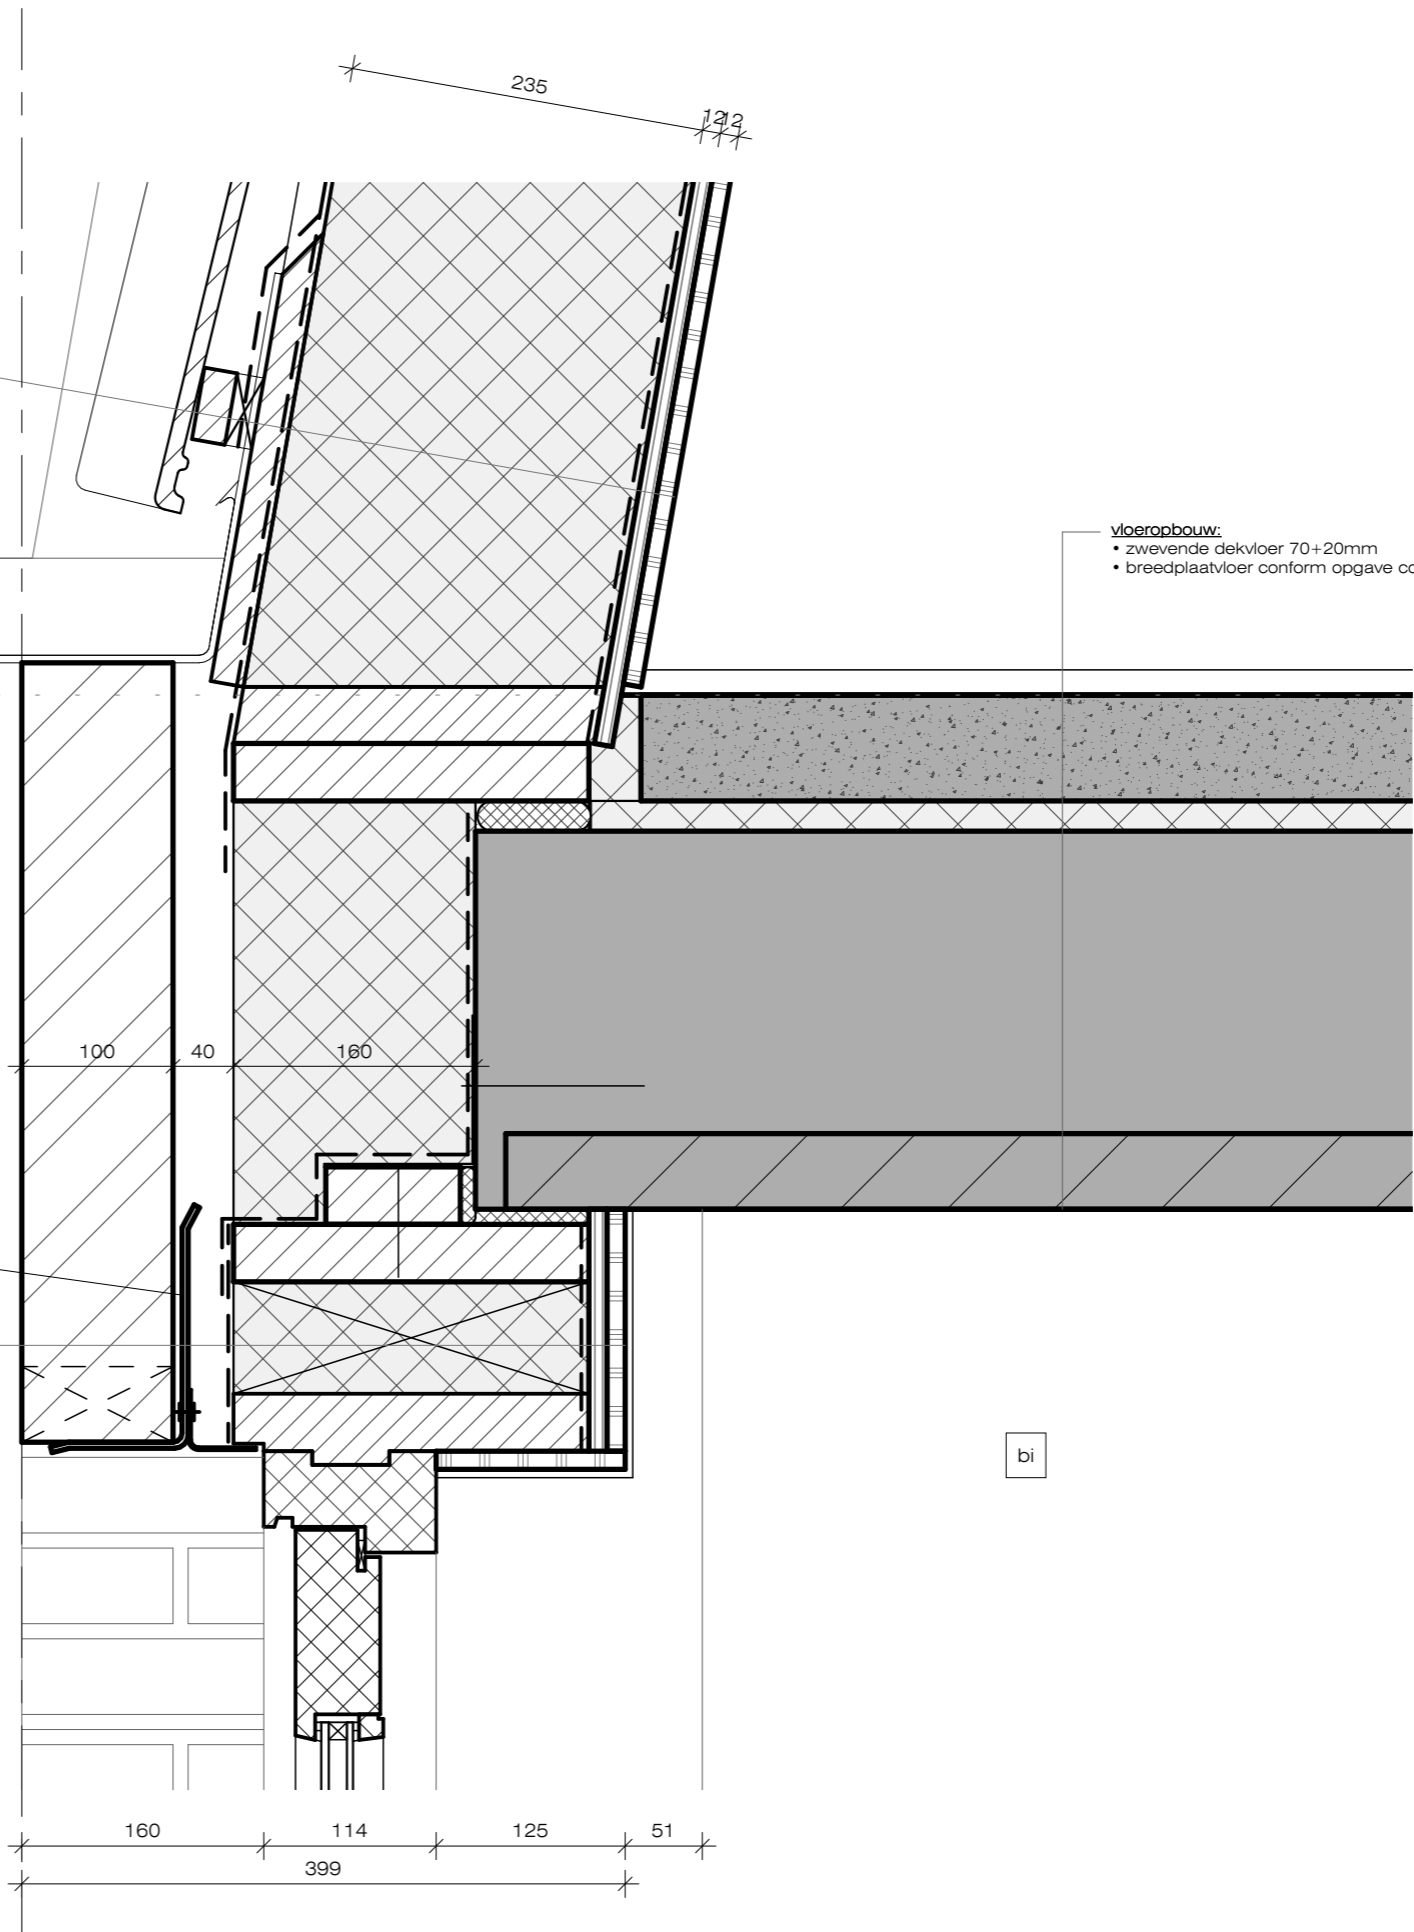 235
12
12
vloeropbouw:
• zwevende dekvloer 70+20mm
• breedplaatvloer conform opgave
100
40
160
bi
160
114
125
51
399